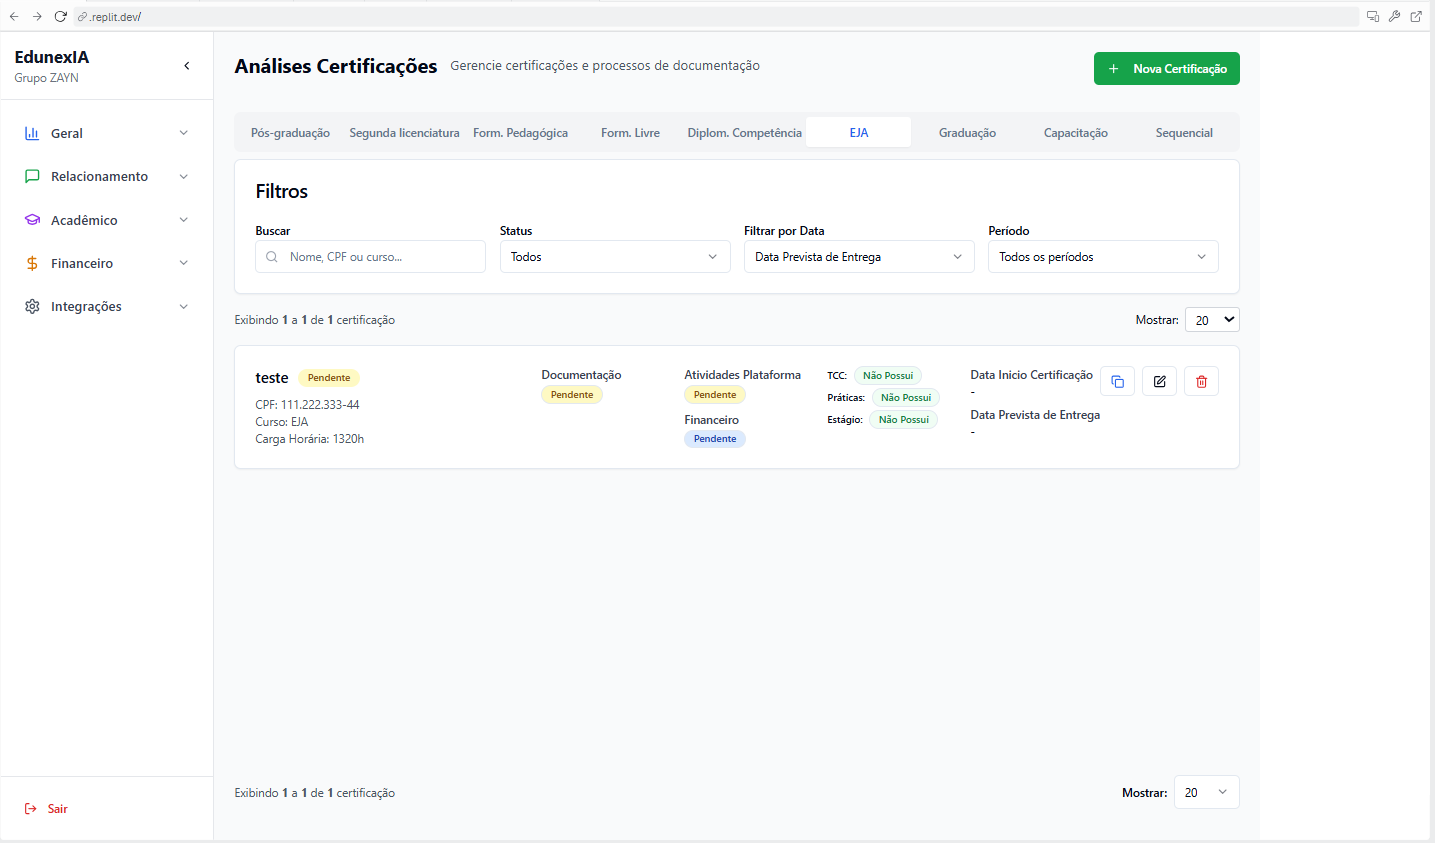 .replit.dev/
EdunexIA
Grupo ZAYN
Geral
Relacionamento
Acadêmico
Financeiro
Integrações
Sair
Análises Certificações
Gerencie certificações e processos de documentação
Nova Certificação
Pós-graduação
Segunda licenciatura
Form. Pedagógica
Form. Livre
Diplom. Competência
EJA
Graduação
Capacitação
Sequencial
Filtros
Buscar
Nome, CPF ou curso...
Status
Todos
Filtrar por Data
Data Prevista de Entrega
Período
Todos os períodos
Exibindo 1 a 1 de 1 certificação
Mostrar: 20
teste Pendente
CPF: 111.222.333-44
Curso: EJA
Carga Horária: 1320h
Documentação
Pendente
Atividades Plataforma
Pendente
Financeiro
Pendente
TCC: Não Possui
Práticas: Não Possui
Estágio: Não Possui
Data Inicio Certificação
-
Data Prevista de Entrega
-
Exibindo 1 a 1 de 1 certificação
Mostrar: 20